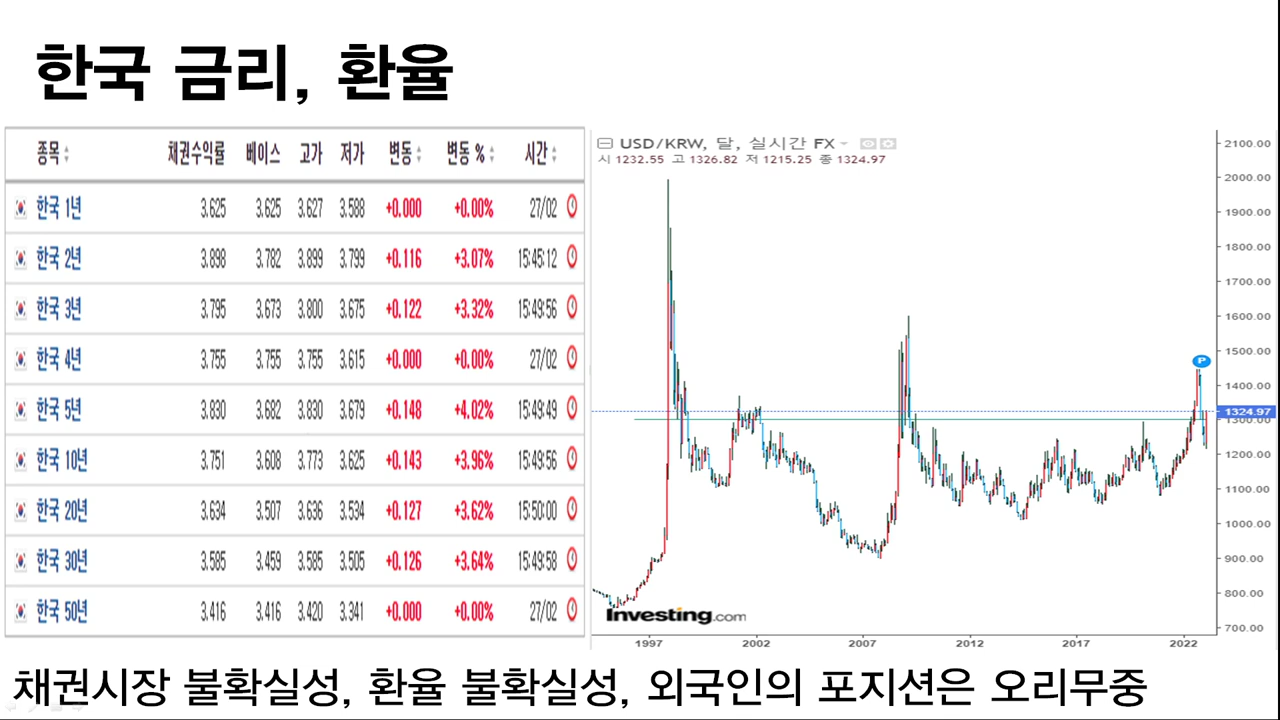 한국 금리, 환율
종목 채권수익률 베이스 고가 저가 변동 변동 % 시간
한국 1년 3.625 3.625 3.627 3.588 +0.000 +0.00% 27/02
한국 2년 3.898 3.782 3.899 3.799 +0.116 +3.07% 15:45:12
한국 3년 3.795 3.673 3.800 3.675 +0.122 +3.32% 15:49:56
한국 4년 3.755 3.755 3.755 3.615 +0.000 +0.00% 27/02
한국 5년 3.830 3.682 3.830 3.679 +0.148 +4.02% 15:49:49
한국 10년 3.751 3.608 3.773 3.625 +0.143 +3.96% 15:49:56
한국 20년 3.634 3.507 3.636 3.534 +0.127 +3.62% 15:50:00
한국 30년 3.585 3.459 3.585 3.505 +0.126 +3.64% 15:49:58
한국 50년 3.416 3.416 3.420 3.341 +0.000 +0.00% 27/02
USD/KRW, 달, 실시간 FX
시 1232.55 고 1326.82 저 1215.25 종 1324.97
2100.00
2000.00
1900.00
1800.00
1700.00
1600.00
1500.00
P
1400.00
1324.97
1300.00
1200.00
1100.00
1000.00
900.00
800.00
700.00
Investing.com
1997 2002 2007 2012 2017 2022
채권시장 불확실성, 환율 불확실성, 외국인의 포지션은 오리무중